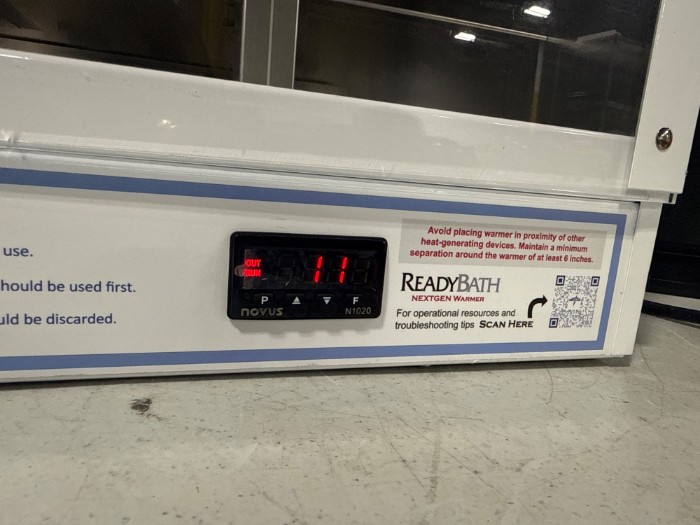 use.
hould be used first.
uld be discarded.
OUT
RUN
11
P F
novus N1020
Avoid placing warmer in proximity of other
heat-generating devices. Maintain a minimum
separation around the warmer of at least 6 inches.
READYBATH
NEXTGEN WARMER
For operational resources and
troubleshooting tips SCAN HERE